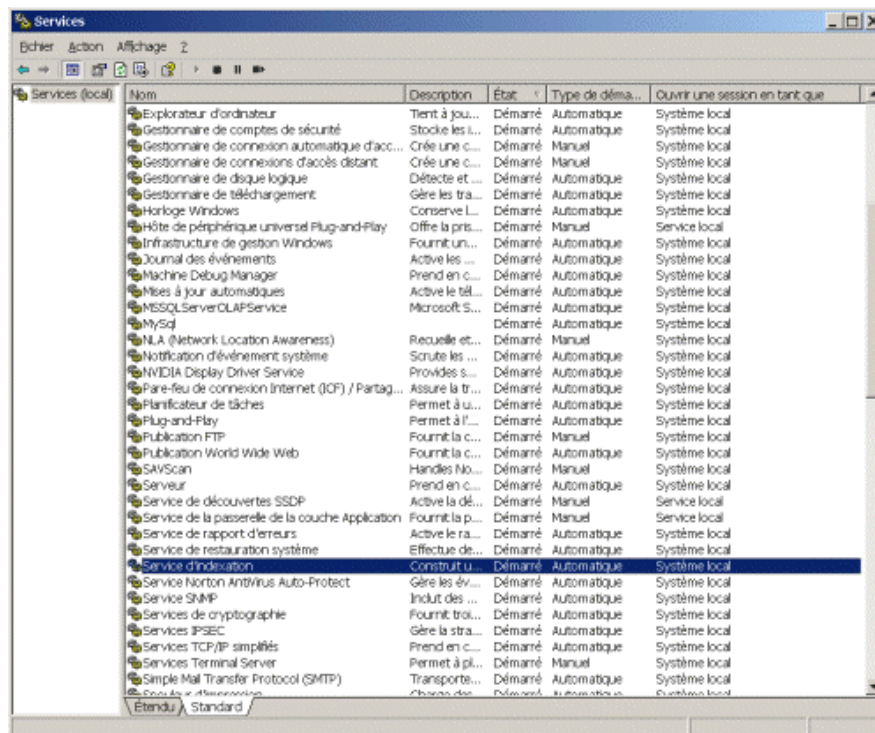 Services
Fichier Action Affichage ?
Services (local)
Nom Description État Type de déma... Ouvrir une session en tant que
Explorateur d'ordinateur Tient à jou... Démarré Automatique Système local
Gestionnaire de comptes de sécurité Stocke les i... Démarré Automatique Système local
Gestionnaire de connexion automatique d'acc... Crée une c... Démarré Manuel Système local
Gestionnaire de connexions d'accès distant Crée une c... Démarré Manuel Système local
Gestionnaire de disque logique Détecte et ... Démarré Automatique Système local
Gestionnaire de téléchargement Gère les tra... Démarré Automatique Système local
Horloge Windows Conserve l... Démarré Automatique Système local
Hôte de périphérique universel Plug-and-Play Offre la pris... Démarré Manuel Service local
Infrastructure de gestion Windows Fournit un... Démarré Automatique Système local
Journal des événements Active les ... Démarré Automatique Système local
Machine Debug Manager Prend en c... Démarré Automatique Système local
Mises à jour automatiques Active le tél... Démarré Automatique Système local
MSSQLServerOLAPService Microsoft S... Démarré Automatique Système local
MySql Démarré Automatique Système local
NLA (Network Location Awareness) Recueille et... Démarré Manuel Système local
Notification d'événement système Scrute les ... Démarré Automatique Système local
NVIDIA Display Driver Service Provides s... Démarré Automatique Système local
Pare-feu de connexion Internet (ICF) / Partag... Assure la tr... Démarré Automatique Système local
Planificateur de tâches Permet à u... Démarré Automatique Système local
Plug-and-Play Permet à l'... Démarré Automatique Système local
Publication FTP Fournit la c... Démarré Manuel Système local
Publication World Wide Web Fournit la c... Démarré Automatique Système local
SAVScan Handles No... Démarré Manuel Système local
Serveur Prend en c... Démarré Automatique Système local
Service de découvertes SSDP Active la dé... Démarré Manuel Service local
Service de la passerelle de la couche Application Fournit la p... Démarré Manuel Service local
Service de rapport d'erreurs Active le ra... Démarré Automatique Système local
Service de restauration système Effectue de... Démarré Automatique Système local
Service d'indexation Construit u... Démarré Automatique Système local
Service Norton AntiVirus Auto-Protect Gère les év... Démarré Automatique Système local
Service SNMP Inclut des ... Démarré Automatique Système local
Services de cryptographie Fournit troi... Démarré Automatique Système local
Services IPSEC Gère la stra... Démarré Automatique Système local
Services TCP/IP simplifiés Prend en c... Démarré Automatique Système local
Services Terminal Server Permet à pl... Démarré Manuel Système local
Simple Mail Transfer Protocol (SMTP) Transporte... Démarré Automatique Système local
Spouleur d'impression Charge des Démarré Automatique Système local
Étendu Standard